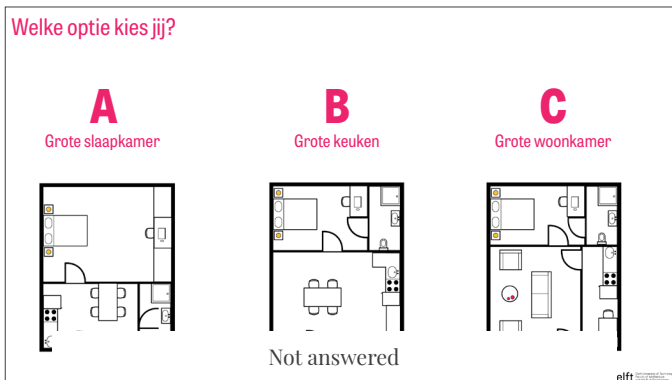 Welke optie kies jij?
A
Grote slaapkamer
B
Grote keuken
C
Grote woonkamer
Not answered
elft